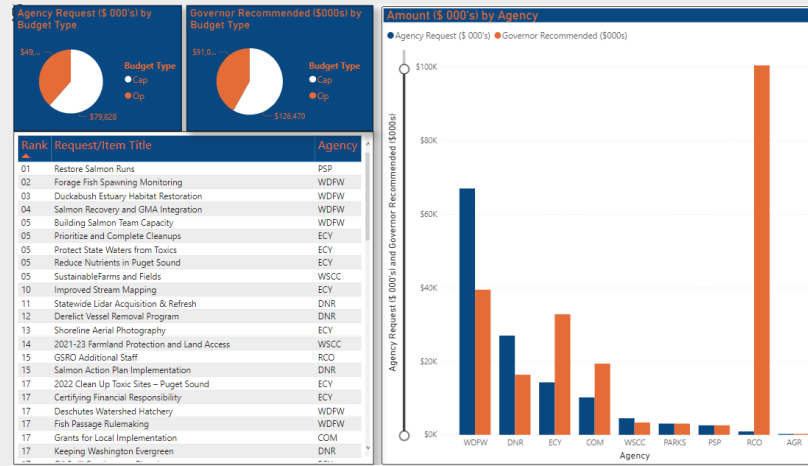 Agency Request ($ 000's) by
Budget Type
$49,...
Budget Type
Cap
Op
$79,828
Governor Recommended ($000s) by
Budget Type
$91,0...
Budget Type
Cap
Op
$126,470
Rank Request/Item Title Agency
01 Restore Salmon Runs PSP
02 Forage Fish Spawning Monitoring WDFW
03 Duckabush Estuary Habitat Restoration WDFW
04 Salmon Recovery and GMA Integration WDFW
05 Building Salmon Team Capacity WDFW
05 Prioritize and Complete Cleanups ECY
05 Protect State Waters from Toxics ECY
05 Reduce Nutrients in Puget Sound ECY
05 SustainableFarms and Fields WSCC
10 Improved Stream Mapping ECY
11 Statewide Lidar Acquisition & Refresh DNR
12 Derelict Vessel Removal Program DNR
13 Shoreline Aerial Photography ECY
14 2021-23 Farmland Protection and Land Access WSCC
15 GSRO Additional Staff RCO
15 Salmon Action Plan Implementation DNR
17 2022 Clean Up Toxic Sites – Puget Sound ECY
17 Certifying Financial Responsibility ECY
17 Deschutes Watershed Hatchery WDFW
17 Fish Passage Rulemaking WDFW
17 Grants for Local Implementation COM
17 Keeping Washington Evergreen DNR
Amount ($ 000's) by Agency
Agency Request ($ 000's) Governor Recommended ($000s)
Agency Request ($ 000's) and Governor Recommended ($000s)
$100K
$80K
$60K
$40K
$20K
$0K
WDFW DNR ECY COM WSCC PARKS PSP RCO AGR
Agency